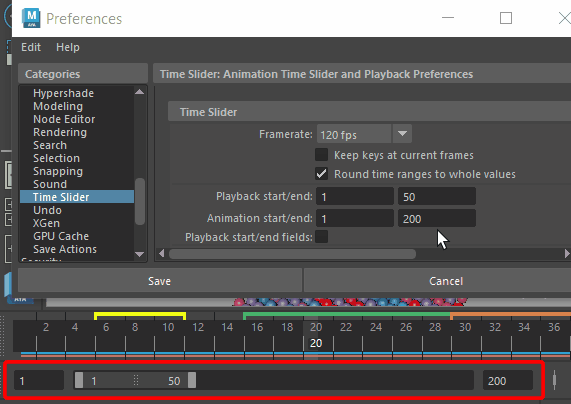 M
AYA
Preferences
Edit Help
Categories
Hypershade
Modeling
Node Editor
Rendering
Search
Selection
Snapping
Sound
Time Slider
Undo
XGen
GPU Cache
Save Actions
Security
Time Slider: Animation Time Slider and Playback Preferences
Time Slider
Framerate: 120 fps
Keep keys at current frames
Round time ranges to whole values
Playback start/end: 1 50
Animation start/end: 1 200
Playback start/end fields:
Save Cancel
2 4 6 8 10 12 14 16 18 20 22 24 26 28 30 32 34 36
20
1 1 50 200